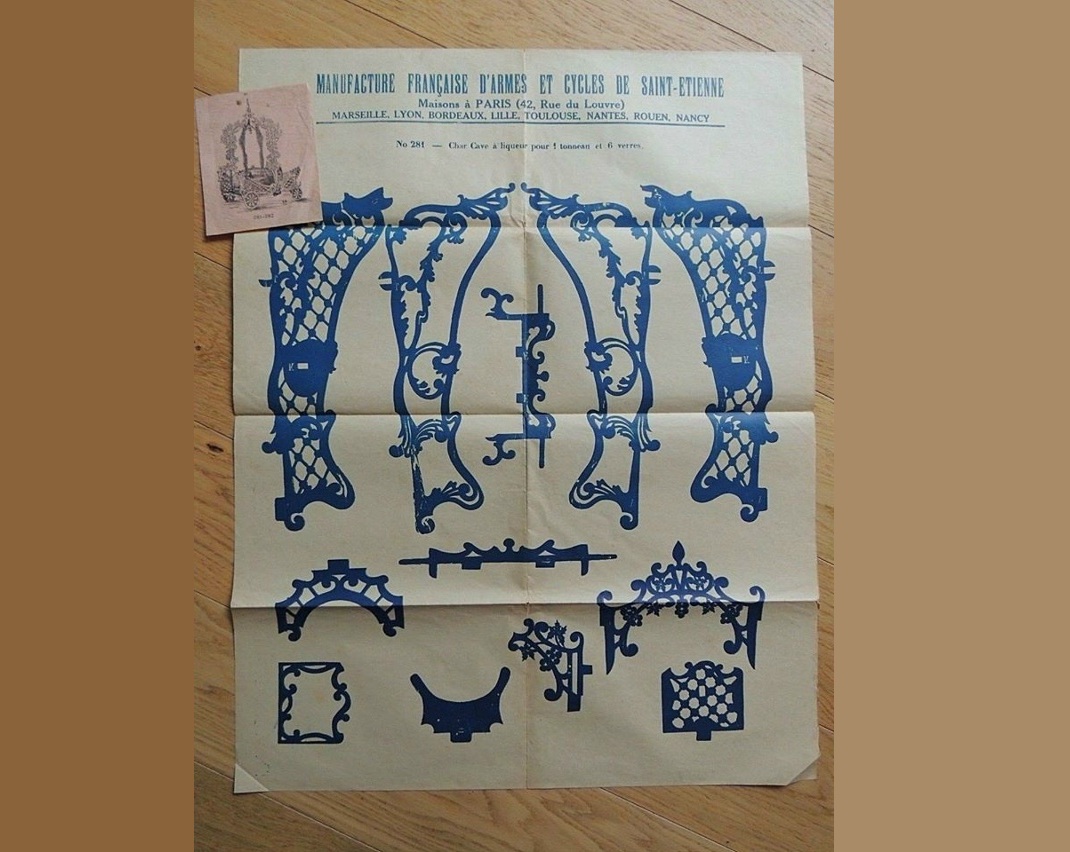 MANUFACTURE FRANÇAISE D'ARMES ET CYCLES DE SAINT-ETIENNE
Maisons à PARIS (42, Rue du Louvre)
MARSEILLE, LYON, BORDEAUX, LILLE, TOULOUSE, NANTES, ROUEN, NANCY
No 281 — Char Cave à liqueur pour 1 tonneau et 6 verres.